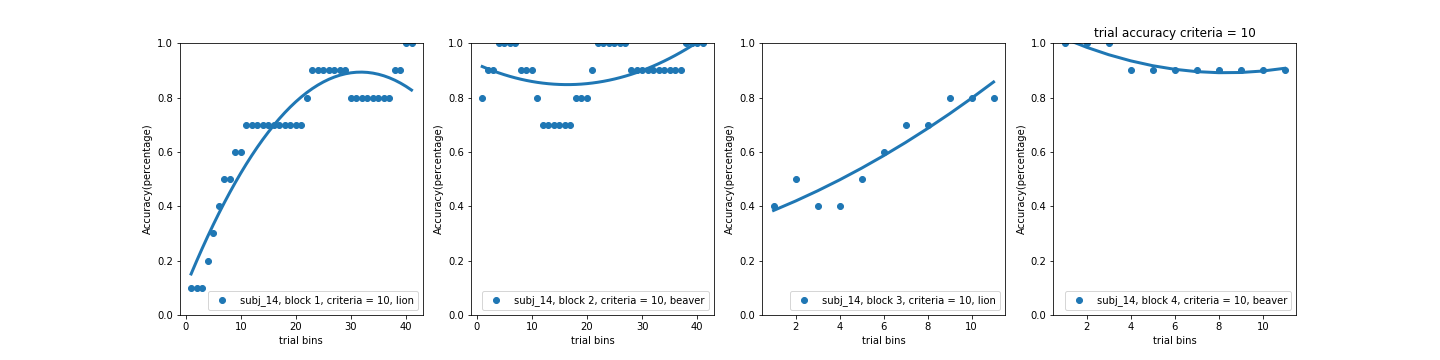 trial accuracy criteria = 10
1.0
0.8
0.6
0.4
0.2
0.0
Accuracy(percentage)
subj_14, block 1, criteria = 10, lion
0 10 20 30 40
trial bins
1.0
0.8
0.6
0.4
0.2
0.0
Accuracy(percentage)
subj_14, block 2, criteria = 10, beaver
0 10 20 30 40
trial bins
1.0
0.8
0.6
0.4
0.2
0.0
Accuracy(percentage)
subj_14, block 3, criteria = 10, lion
2 4 6 8 10
trial bins
1.0
0.8
0.6
0.4
0.2
0.0
Accuracy(percentage)
subj_14, block 4, criteria = 10, beaver
2 4 6 8 10
trial bins